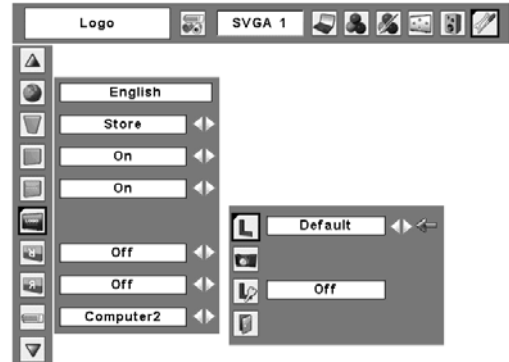 Logo
SVGA 1
English
Store
On
On
Off
Off
Computer2
Default
Off